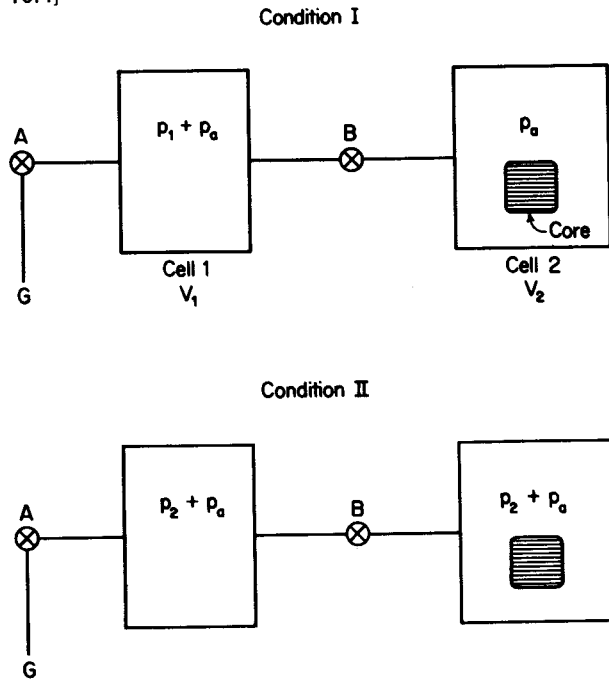 Condition I
A
p₁ + pₐ
B
pₐ
Core
Cell 1
V₁
Cell 2
V₂
G
Condition II
A
p₂ + pₐ
B
p₂ + pₐ
G